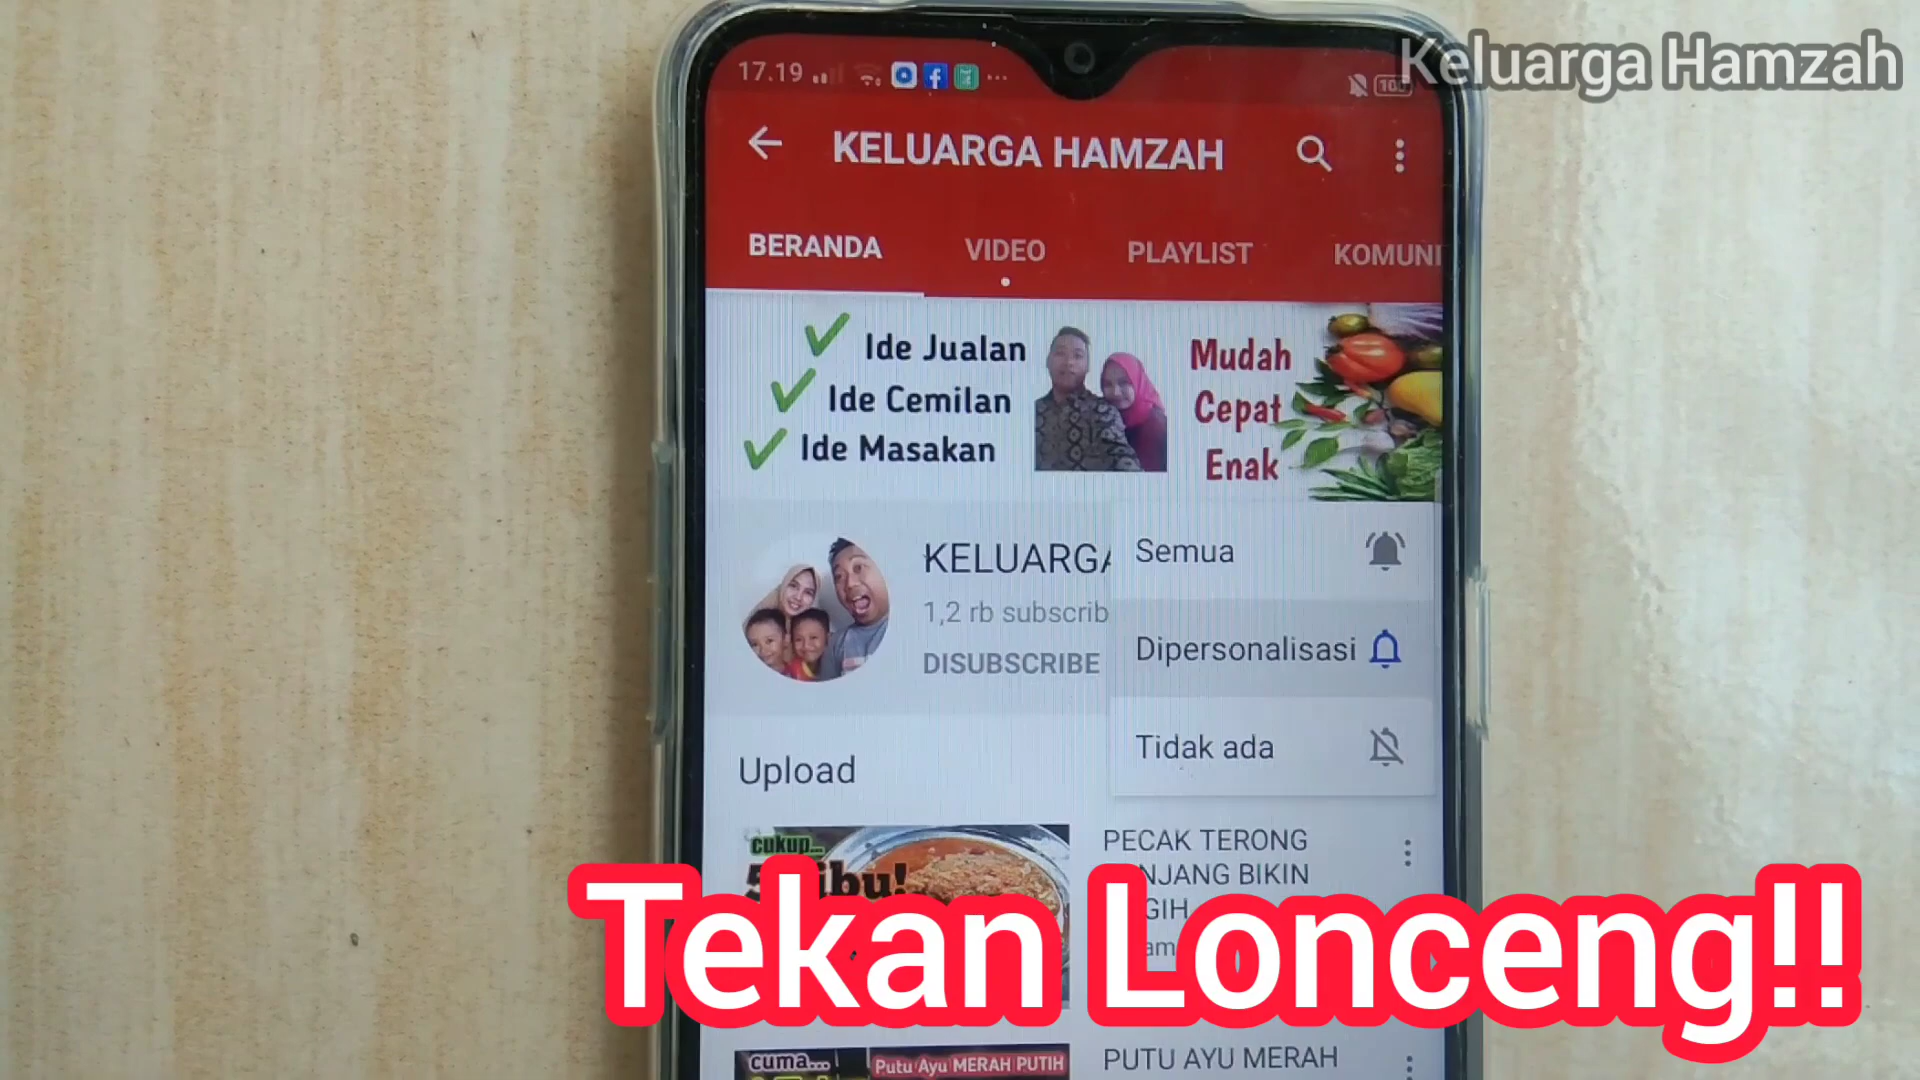 Keluarga Hamzah
17.19
100
KELUARGA HAMZAH
BERANDA VIDEO PLAYLIST KOMUNI
Ide Jualan
Ide Cemilan
Ide Masakan
Mudah
Cepat
Enak
KELUARGA
1,2 rb subscrib
DISUBSCRIBE
Semua
Dipersonalisasi
Tidak ada
Upload
cukup...
PECAK TERONG
NJANG BIKIN
GIH
Tekan Lonceng!!
cuma...
Putu Ayu MERAH PUTIH
PUTU AYU MERAH